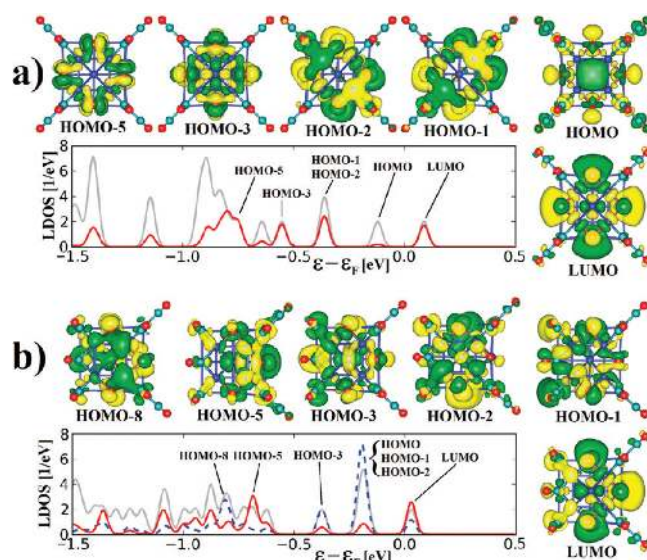 a)
HOMO-5 HOMO-3 HOMO-2 HOMO-1 HOMO
LDOS [1/eV]
8
6
4
2
0
HOMO-5
HOMO-3
HOMO-1
HOMO-2
HOMO
LUMO
-1.5 -1.0 -0.5 0.0 0.5
ε − ε_F [eV]
LUMO
b)
HOMO-8 HOMO-5 HOMO-3 HOMO-2 HOMO-1
LDOS [1/eV]
8
6
4
2
0
HOMO-8
HOMO-5
HOMO-3
HOMO
HOMO-1
HOMO-2
LUMO
-1.5 -1.0 -0.5 0.0 0.5
LUMO